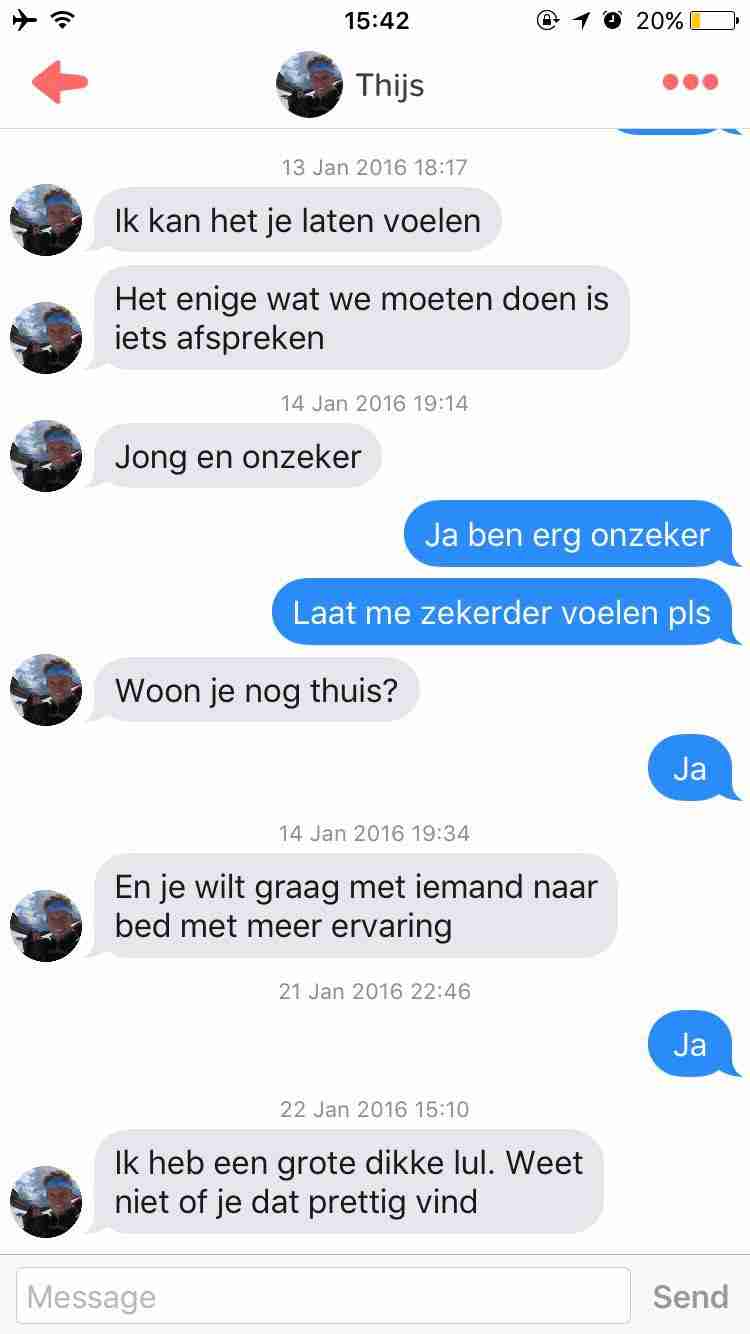 15:42
20%
Thijs
13 Jan 2016 18:17
Ik kan het je laten voelen
Het enige wat we moeten doen is
iets afspreken
14 Jan 2016 19:14
Jong en onzeker
Ja ben erg onzeker
Laat me zekerder voelen pls
Woon je nog thuis?
Ja
14 Jan 2016 19:34
En je wilt graag met iemand naar
bed met meer ervaring
21 Jan 2016 22:46
Ja
22 Jan 2016 15:10
Ik heb een grote dikke lul. Weet
niet of je dat prettig vind
Message
Send